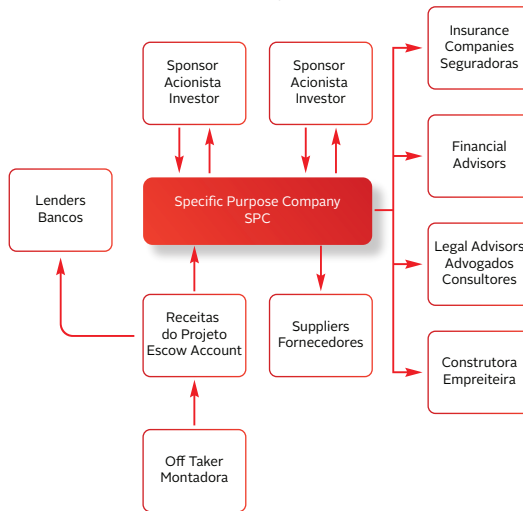 Sponsor
Acionista
Investor
Sponsor
Acionista
Investor
Insurance
Companies
Seguradoras
Financial
Advisors
Lenders
Bancos
Specific Purpose Company
SPC
Legal Advisors
Advogados
Consultores
Receitas
do Projeto
Escow Account
Suppliers
Fornecedores
Construtora
Empreiteira
Off Taker
Montadora